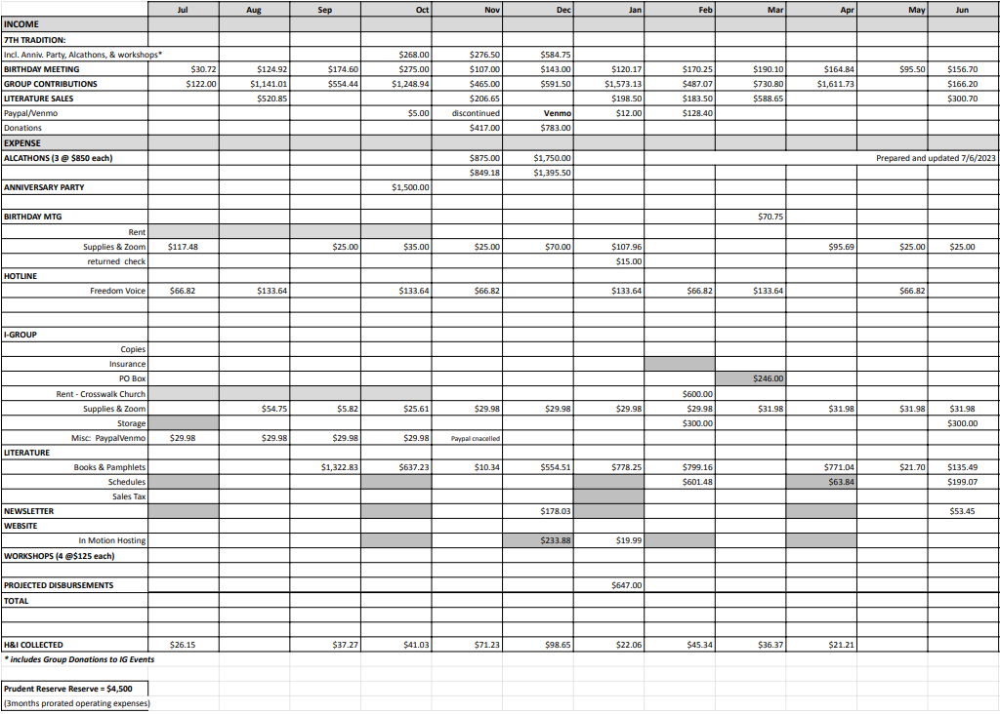 Jul Aug Sep Oct Nov Dec Jan Feb Mar Apr May Jun
INCOME
7TH TRADITION:
Incl. Anniv. Party, Alcathons, & workshops* $268.00 $276.50 $584.75
BIRTHDAY MEETING $30.72 $124.92 $174.60 $275.00 $107.00 $143.00 $120.17 $170.25 $190.10 $164.84 $95.50 $156.70
GROUP CONTRIBUTIONS $122.00 $1,141.01 $554.44 $1,248.94 $465.00 $591.50 $1,573.13 $487.07 $730.80 $1,611.73 $166.20
LITERATURE SALES $520.85 $206.65 $198.50 $183.50 $588.65 $300.70
Paypal/Venmo $5.00 discontinued Venmo $12.00 $128.40
Donations $417.00 $783.00
EXPENSE
ALCATHONS (3 @ $850 each) $875.00 $1,750.00 Prepared and updated 7/6/2023
$849.18 $1,395.50
ANNIVERSARY PARTY $1,500.00
BIRTHDAY MTG $70.75
Rent
Supplies & Zoom $117.48 $25.00 $35.00 $25.00 $70.00 $107.96 $95.69 $25.00 $25.00
returned check $15.00
HOTLINE
Freedom Voice $66.82 $133.64 $133.64 $66.82 $133.64 $66.82 $133.64 $66.82
I-GROUP
Copies
Insurance
PO Box $246.00
Rent - Crosswalk Church $600.00
Supplies & Zoom $54.75 $5.82 $25.61 $29.98 $29.98 $29.98 $29.98 $31.98 $31.98 $31.98 $31.98
Storage $300.00 $300.00
Misc: PaypalVenmo $29.98 $29.98 $29.98 $29.98 Paypal cnacelled
LITERATURE
Books & Pamphlets $1,322.83 $637.23 $10.34 $554.51 $778.25 $799.16 $771.04 $21.70 $135.49
Schedules $601.48 $63.84 $199.07
Sales Tax
NEWSLETTER $178.03 $53.45
WEBSITE
In Motion Hosting $233.88 $19.99
WORKSHOPS (4 @$125 each)
PROJECTED DISBURSEMENTS $647.00
TOTAL
H&I COLLECTED $26.15 $37.27 $41.03 $71.23 $98.65 $22.06 $45.34 $36.37 $21.21
* includes Group Donations to IG Events
Prudent Reserve Reserve = $4,500
(3months prorated operating expenses)